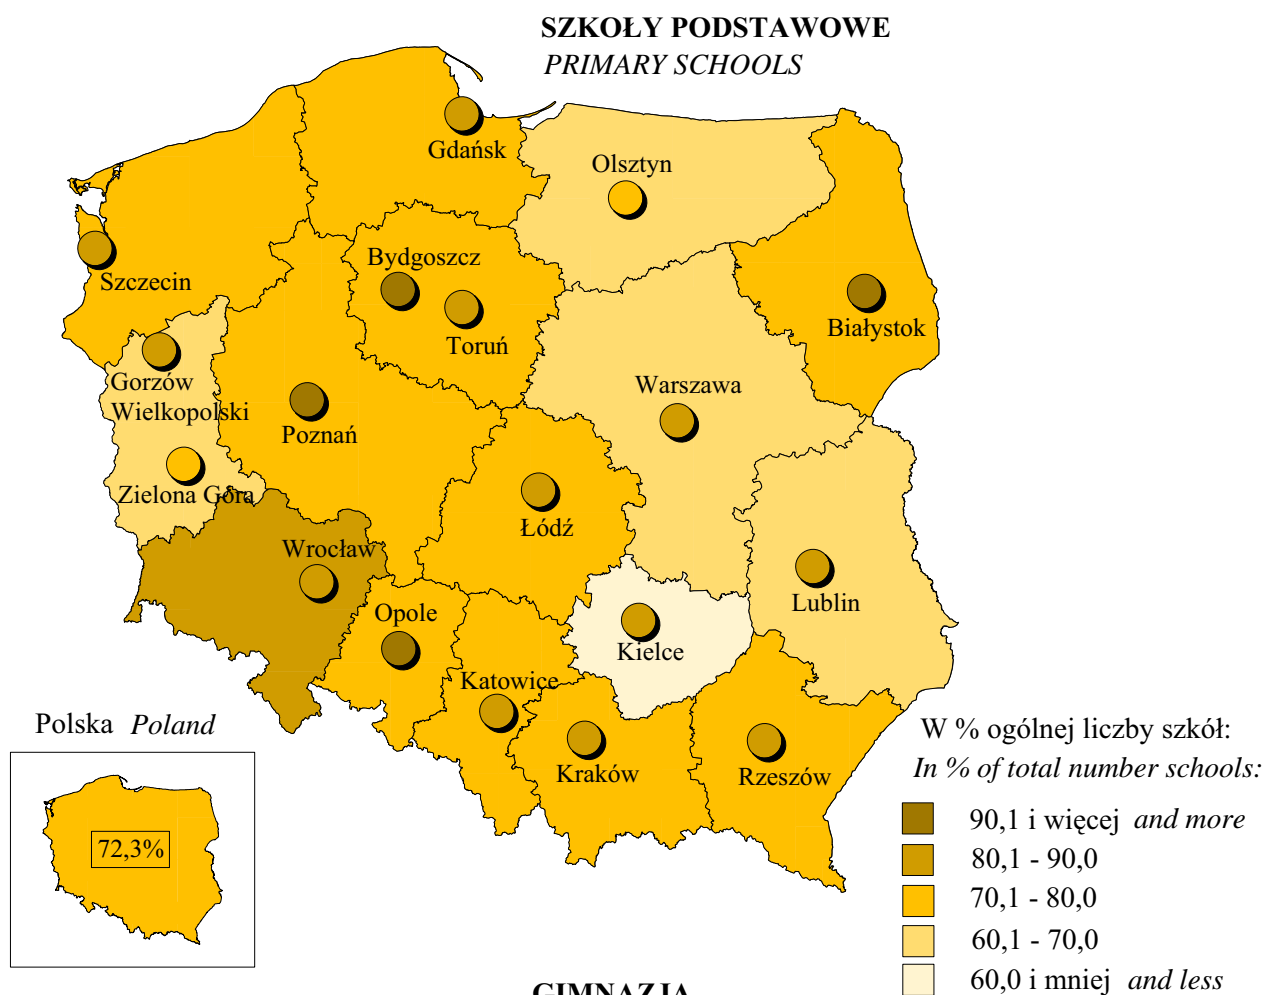 SZKOŁY PODSTAWOWE
PRIMARY SCHOOLS
Gdańsk
Olsztyn
Szczecin
Bydgoszcz
Toruń
Białystok
Gorzów
Wielkopolski
Poznań
Warszawa
Zielona Góra
Łódź
Wrocław
Lublin
Opole
Kielce
Katowice
Kraków
Rzeszów
Polska Poland
72,3%
W % ogólnej liczby szkół:
In % of total number schools:
90,1 i więcej and more
80,1 - 90,0
70,1 - 80,0
60,1 - 70,0
60,0 i mniej and less
GIMNAZJA